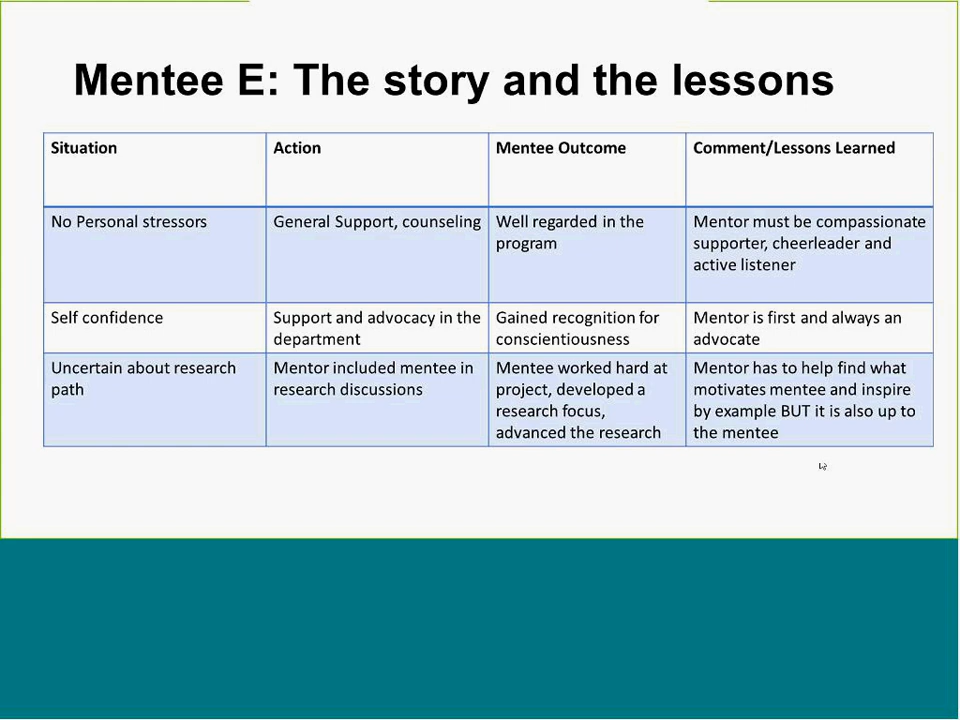 Mentee E: The story and the lessons
Situation
Action
Mentee Outcome
Comment/Lessons Learned
No Personal stressors
General Support, counseling
Well regarded in the
program
Mentor must be compassionate
supporter, cheerleader and
active listener
Self confidence
Support and advocacy in the
department
Gained recognition for
conscientiousness
Mentor is first and always an
advocate
Uncertain about research
path
Mentor included mentee in
research discussions
Mentee worked hard at
project, developed a
research focus,
advanced the research
Mentor has to help find what
motivates mentee and inspire
by example BUT it is also up to
the mentee